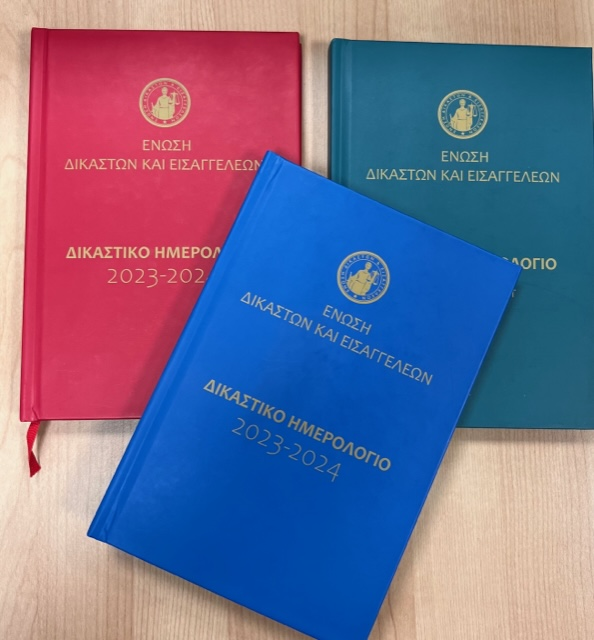 ΕΝΩΣΗ
ΔΙΚΑΣΤΩΝ ΚΑΙ ΕΙΣΑΓΓΕΛΕΩΝ
ΔΙΚΑΣΤΙΚΟ ΗΜΕΡΟΛ
2023-202
ΕΝΩΣΗ
ΔΙΚΑΣΤΩΝ ΚΑΙ ΕΙΣΑΓΓΕΛΕΩΝ
ΟΛΟΓΙΟ
ΕΝΩΣΗ
ΔΙΚΑΣΤΩΝ ΚΑΙ ΕΙΣΑΓΓΕΛΕΩΝ
ΔΙΚΑΣΤΙΚΟ ΗΜΕΡΟΛΟΓΙΟ
2023-2024